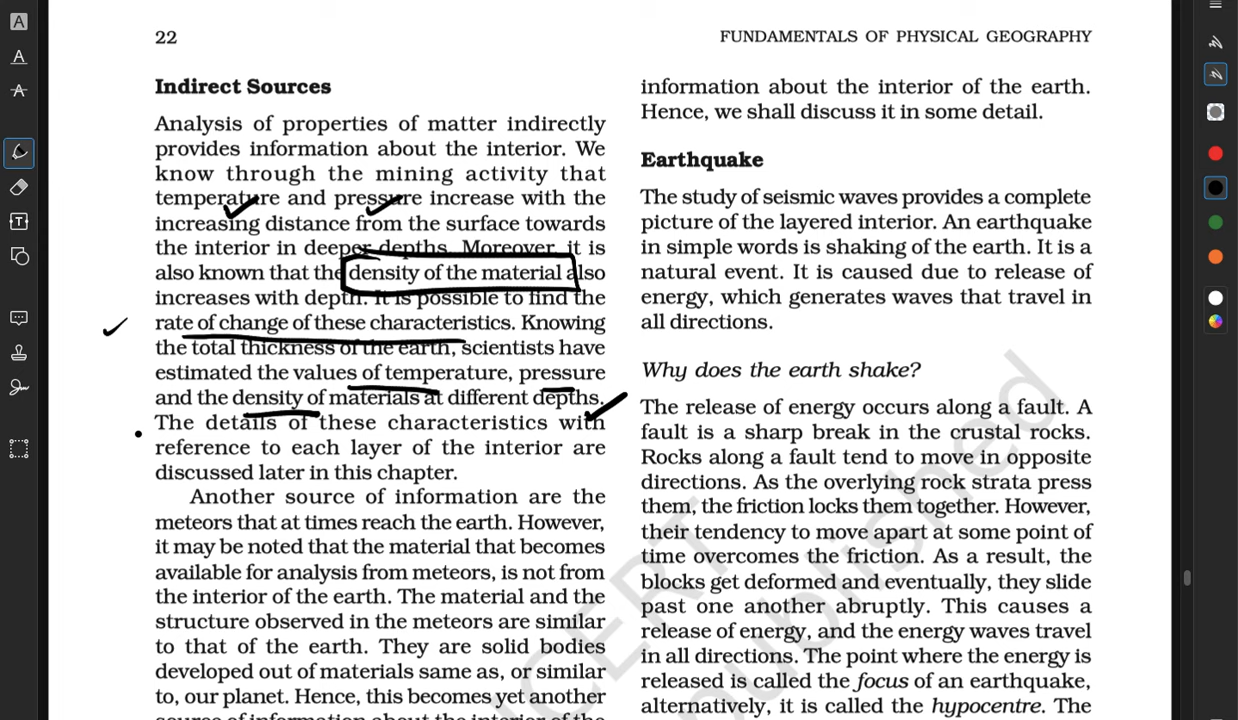 22
FUNDAMENTALS OF PHYSICAL GEOGRAPHY
Indirect Sources
Analysis of properties of matter indirectly
provides information about the interior. We
know through the mining activity that
temperature and pressure increase with the
increasing distance from the surface towards
the interior in deeper depths. Moreover, it is
also known that the density of the material also
increases with depth. It is possible to find the
rate of change of these characteristics. Knowing
the total thickness of the earth, scientists have
estimated the values of temperature, pressure
and the density of materials at different depths.
The details of these characteristics with
reference to each layer of the interior are
discussed later in this chapter.
Another source of information are the
meteors that at times reach the earth. However,
it may be noted that the material that becomes
available for analysis from meteors, is not from
the interior of the earth. The material and the
structure observed in the meteors are similar
to that of the earth. They are solid bodies
developed out of materials same as, or similar
to, our planet. Hence, this becomes yet another
source of information about the interior of the
information about the interior of the earth.
Hence, we shall discuss it in some detail.
Earthquake
The study of seismic waves provides a complete
picture of the layered interior. An earthquake
in simple words is shaking of the earth. It is a
natural event. It is caused due to release of
energy, which generates waves that travel in
all directions.
Why does the earth shake?
The release of energy occurs along a fault. A
fault is a sharp break in the crustal rocks.
Rocks along a fault tend to move in opposite
directions. As the overlying rock strata press
them, the friction locks them together. However,
their tendency to move apart at some point of
time overcomes the friction. As a result, the
blocks get deformed and eventually, they slide
past one another abruptly. This causes a
release of energy, and the energy waves travel
in all directions. The point where the energy is
released is called the focus of an earthquake,
alternatively, it is called the hypocentre. The